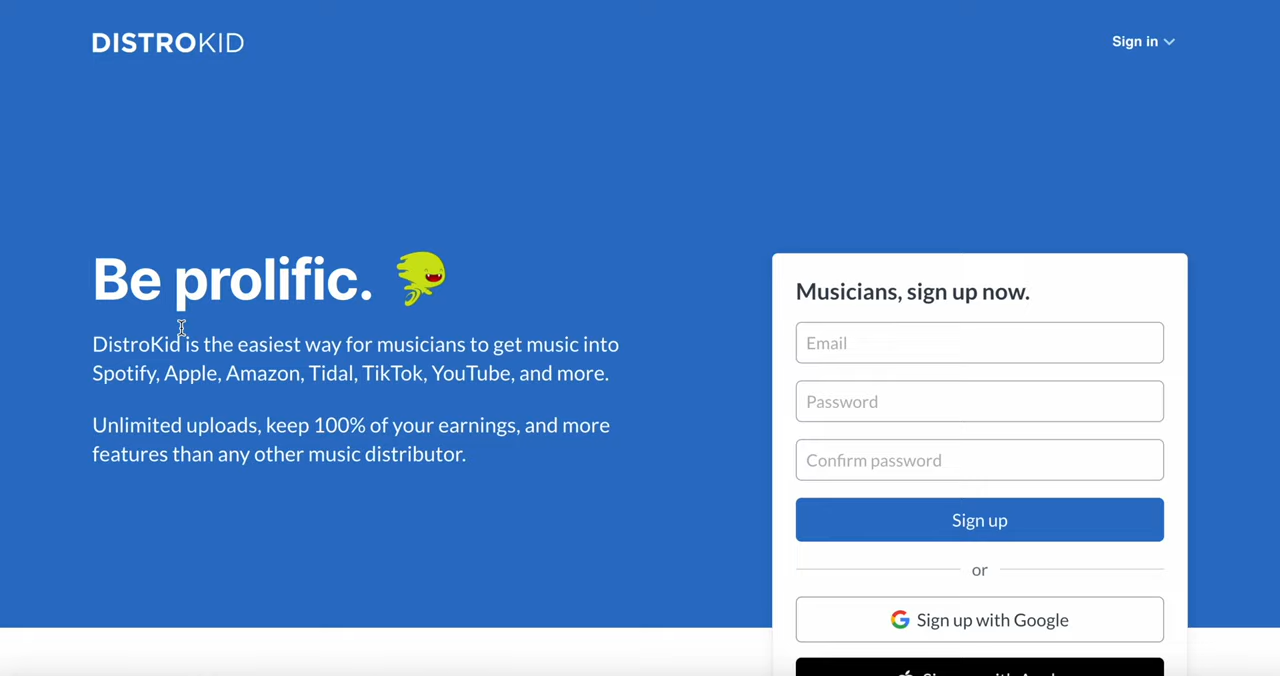 DISTROKID
Sign in
Be prolific.
DistroKid is the easiest way for musicians to get music into
Spotify, Apple, Amazon, Tidal, TikTok, YouTube, and more.
Unlimited uploads, keep 100% of your earnings, and more
features than any other music distributor.
Musicians, sign up now.
Email
Password
Confirm password
Sign up
or
Sign up with Google